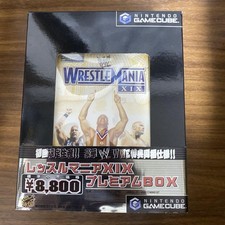 NINTENDO
GAMECUBE
WRESTLEMANIA
XIX
レッスルマニアXIX
¥8,800
プレミアムBOX
NINTENDO
GAMECUBE